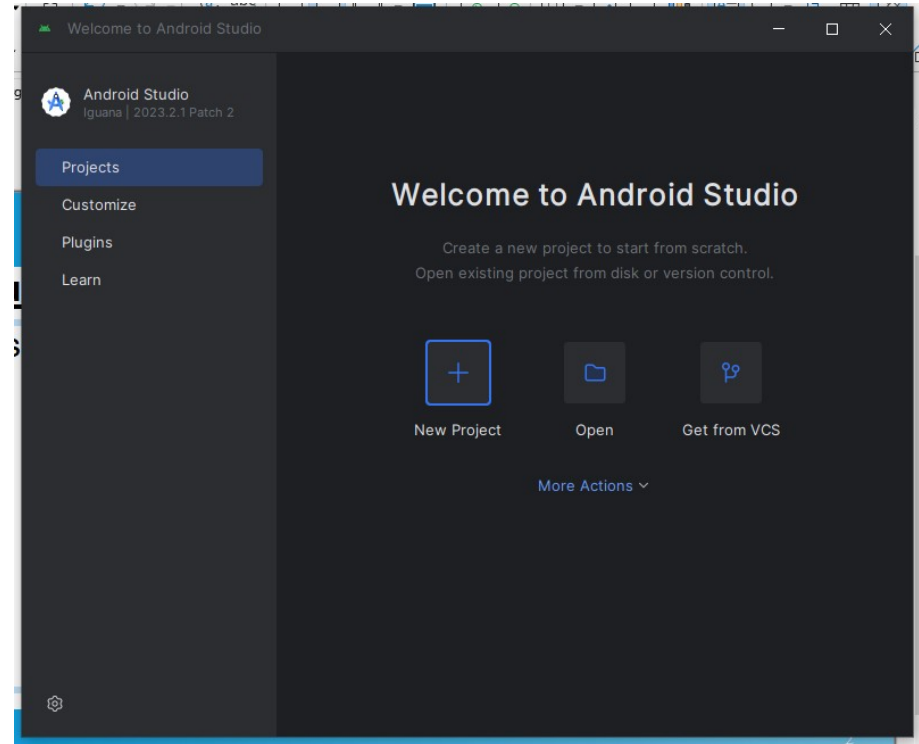 Welcome to Android Studio
Android Studio
Iguana | 2023.2.1 Patch 2
Projects
Customize
Plugins
Learn
Welcome to Android Studio
Create a new project to start from scratch.
Open existing project from disk or version control.
New Project
Open
Get from VCS
More Actions